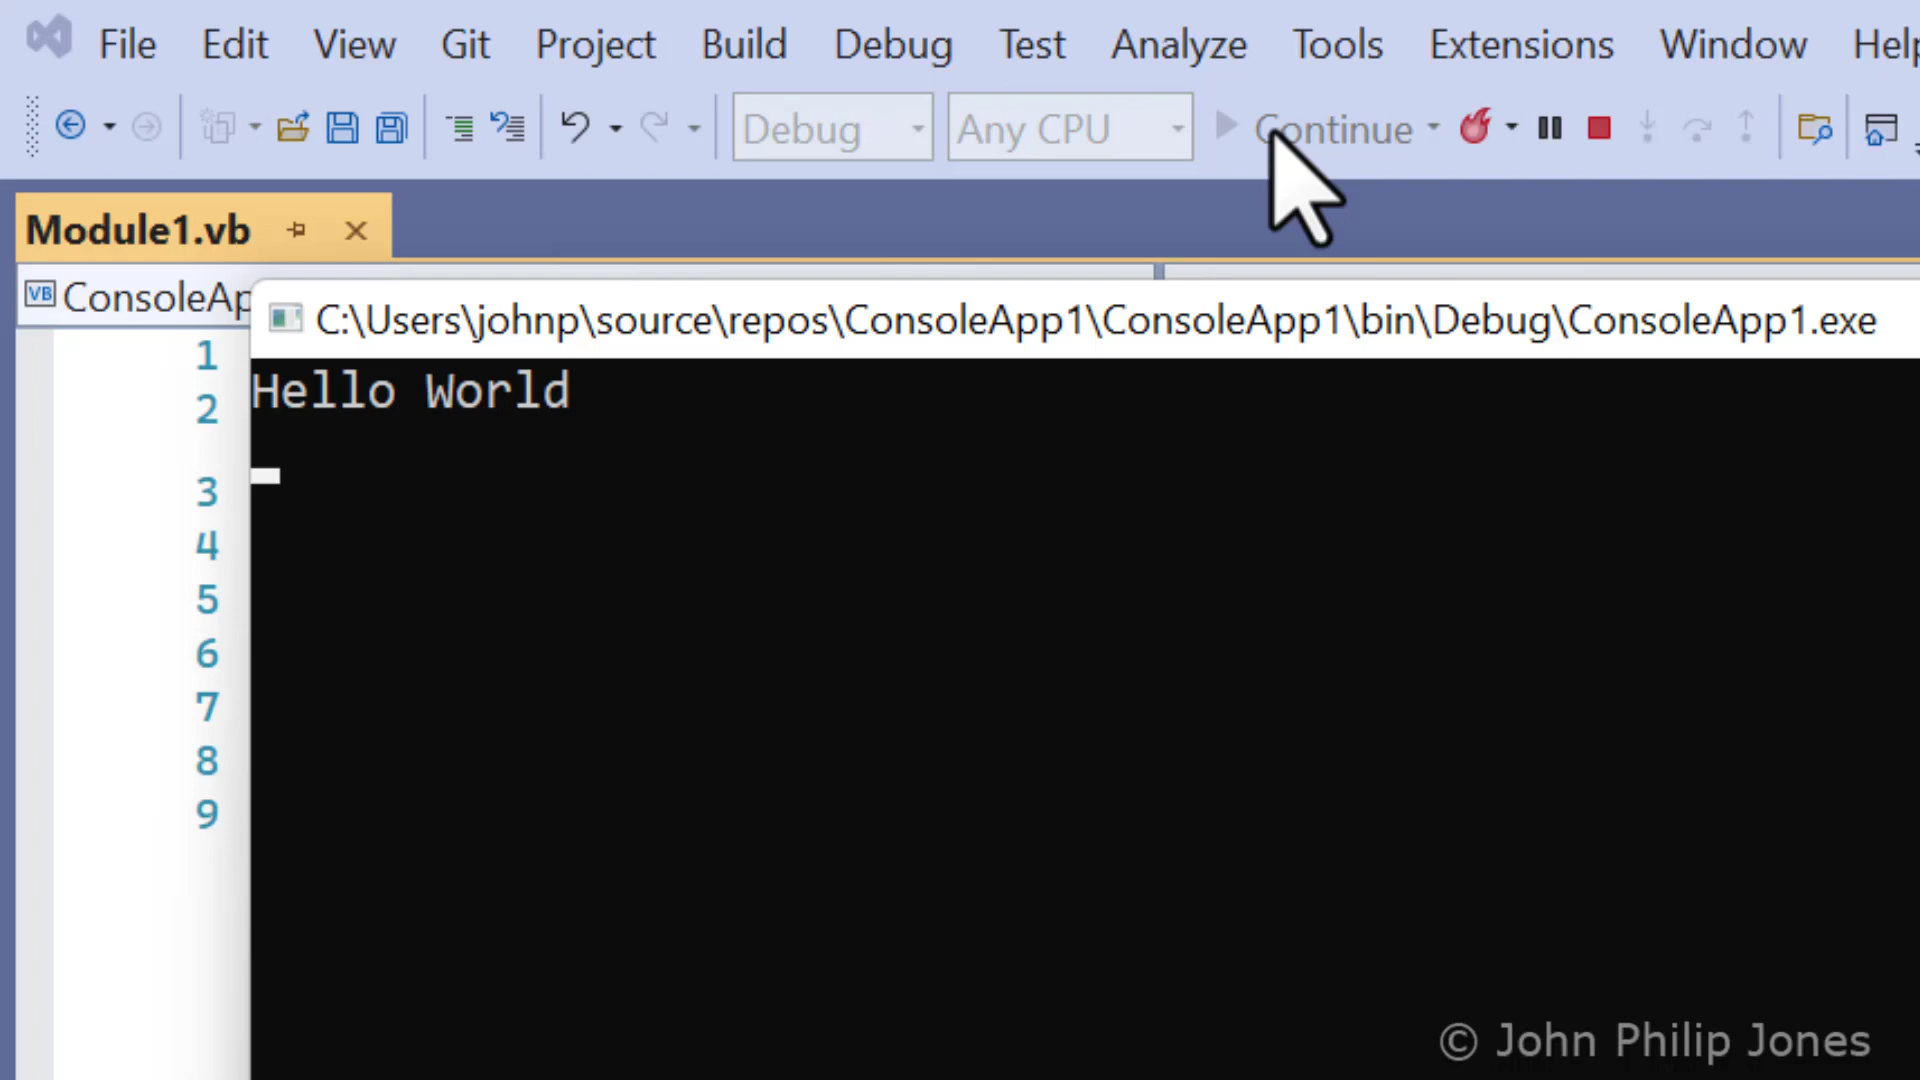 File Edit View Git Project Build Debug Test Analyze Tools Extensions Window Help
Debug Any CPU Continue
Module1.vb
VB ConsoleAp
C:\Users\johnp\source\repos\ConsoleApp1\ConsoleApp1\bin\Debug\ConsoleApp1.exe
1
Hello World
2
3
4
5
6
7
8
9
© John Philip Jones